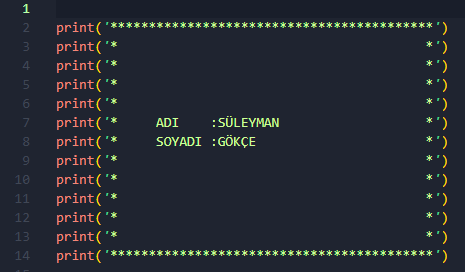 1
2 print('******************************************')
3 print('*                                        *')
4 print('*                                        *')
5 print('*                                        *')
6 print('*                                        *')
7 print('*     ADI    :SÜLEYMAN                   *')
8 print('*     SOYADI :GÖKÇE                      *')
9 print('*                                        *')
10 print('*                                        *')
11 print('*                                        *')
12 print('*                                        *')
13 print('*                                        *')
14 print('******************************************')